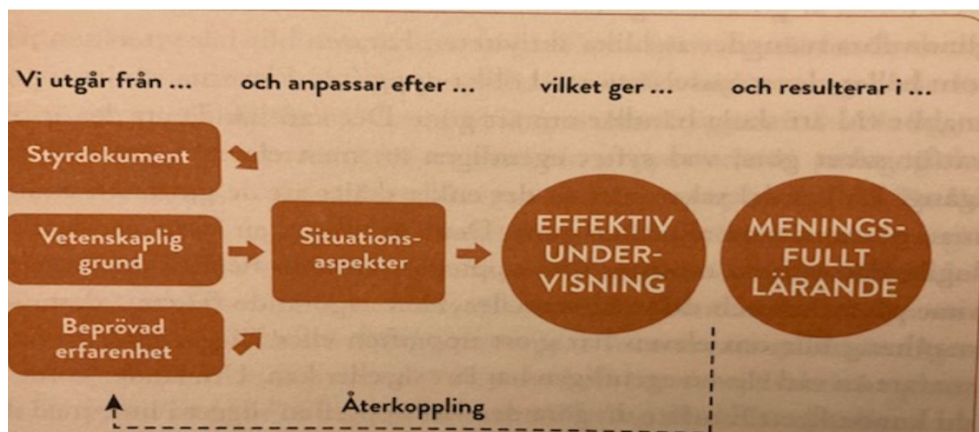 Vi utgår från ...
och anpassar efter ...
vilket ger ...
och resulterar i ...
Styrdokument
Vetenskaplig
grund
Beprövad
erfarenhet
Situations-
aspekter
EFFEKTIV
UNDER-
VISNING
MENINGS-
FULLT
LÄRANDE
Återkoppling